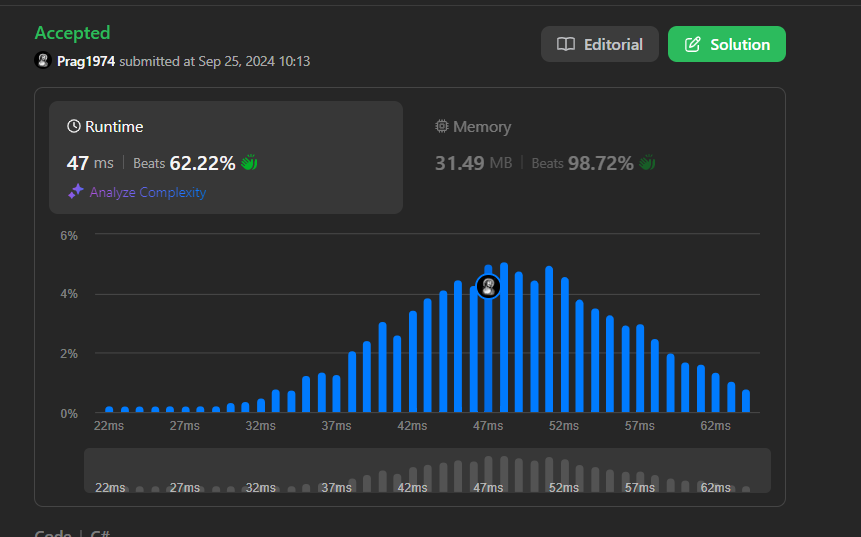 Accepted
Editorial
Solution
Prag1974 submitted at Sep 25, 2024 10:13
Runtime
Memory
47 ms | Beats 62.22%
31.49 MB | Beats 98.72%
Analyze Complexity
6%
4%
2%
0%
22ms 27ms 32ms 37ms 42ms 47ms 52ms 57ms 62ms
22ms 27ms 32ms 37ms 42ms 47ms 52ms 57ms 62ms
Code | C#